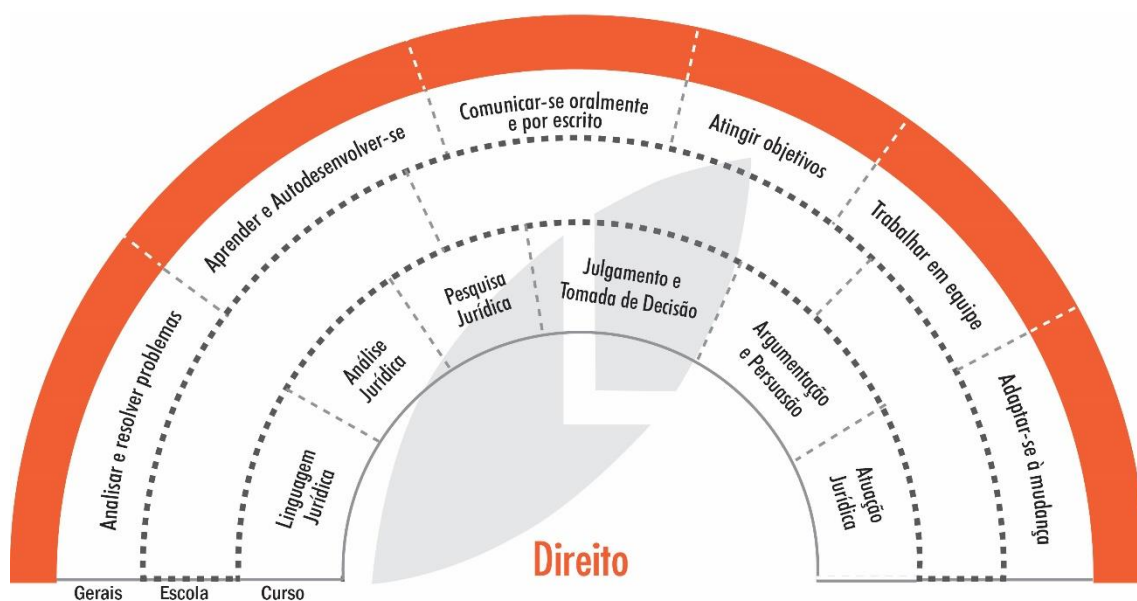 Analisar e resolver problemas
Aprender e Autodesenvolver-se
Comunicar-se oralmente
e por escrito
Atingir objetivos
Trabalhar em equipe
Adaptar-se à mudança
Linguagem
Jurídica
Análise
Jurídica
Pesquisa
Jurídica
Julgamento e
Tomada de Decisão
Argumentação
e Persuasão
Atuação
Jurídica
Direito
Gerais
Escola
Curso